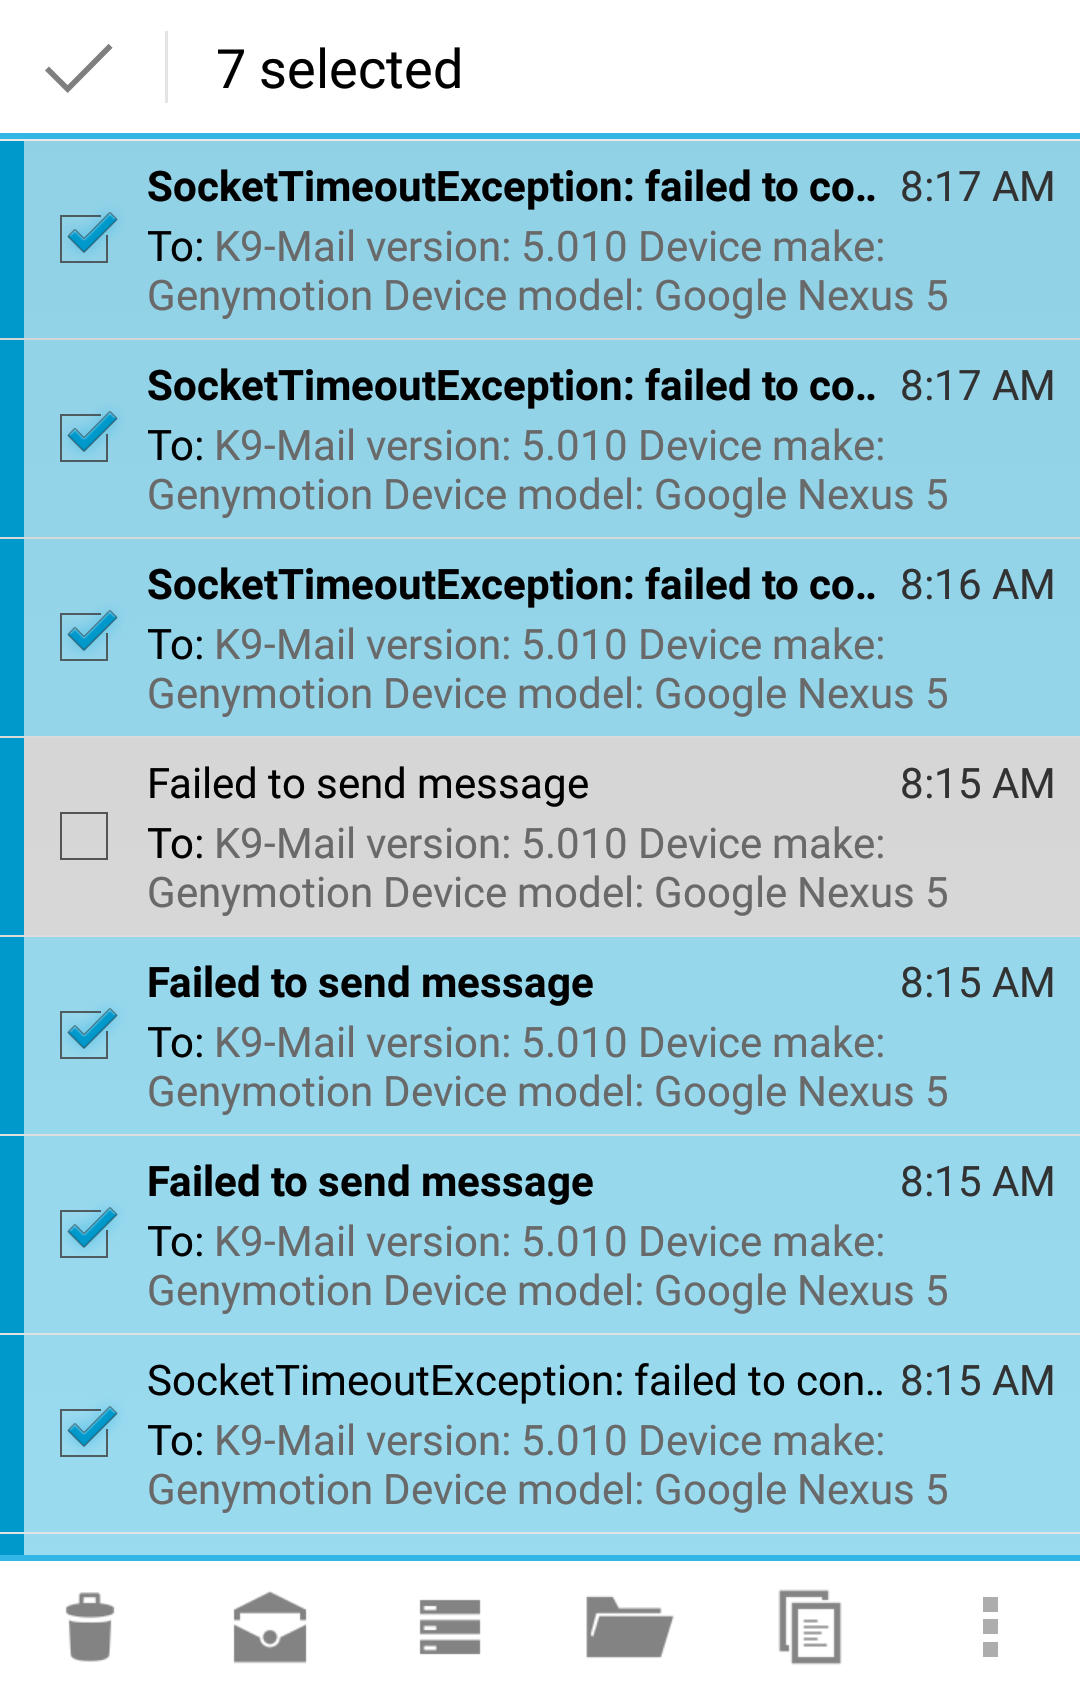 7 selected
SocketTimeoutException: failed to co.. 8:17 AM
To: K9-Mail version: 5.010 Device make:
Genymotion Device model: Google Nexus 5
SocketTimeoutException: failed to co.. 8:17 AM
To: K9-Mail version: 5.010 Device make:
Genymotion Device model: Google Nexus 5
SocketTimeoutException: failed to co.. 8:16 AM
To: K9-Mail version: 5.010 Device make:
Genymotion Device model: Google Nexus 5
Failed to send message 8:15 AM
To: K9-Mail version: 5.010 Device make:
Genymotion Device model: Google Nexus 5
Failed to send message 8:15 AM
To: K9-Mail version: 5.010 Device make:
Genymotion Device model: Google Nexus 5
Failed to send message 8:15 AM
To: K9-Mail version: 5.010 Device make:
Genymotion Device model: Google Nexus 5
SocketTimeoutException: failed to con.. 8:15 AM
To: K9-Mail version: 5.010 Device make:
Genymotion Device model: Google Nexus 5